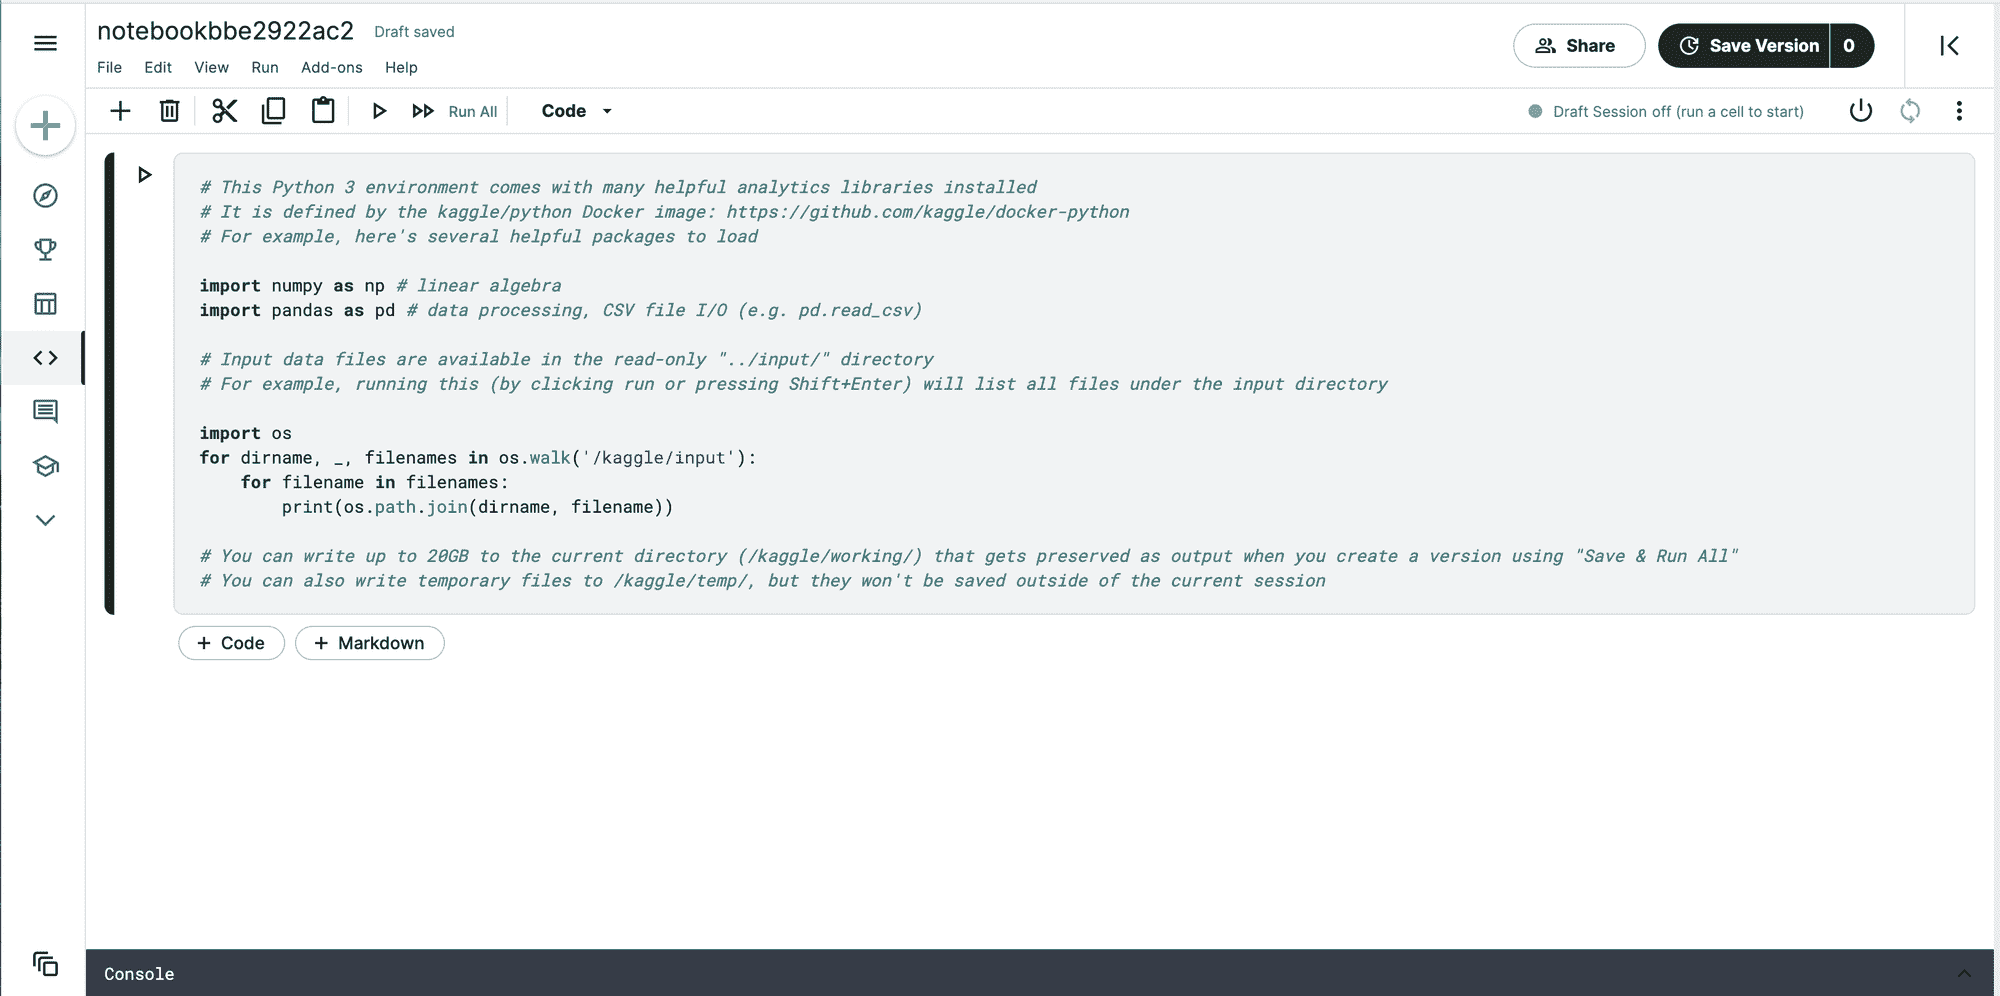 notebookbbe2922ac2 Draft saved
File Edit View Run Add-ons Help
Share
Save Version 0
Run All Code
Draft Session off (run a cell to start)
# This Python 3 environment comes with many helpful analytics libraries installed
# It is defined by the kaggle/python Docker image: https://github.com/kaggle/docker-python
# For example, here's several helpful packages to load
import numpy as np # linear algebra
import pandas as pd # data processing, CSV file I/O (e.g. pd.read_csv)
# Input data files are available in the read-only "../input/" directory
# For example, running this (by clicking run or pressing Shift+Enter) will list all files under the input directory
import os
for dirname, _, filenames in os.walk('/kaggle/input'):
    for filename in filenames:
        print(os.path.join(dirname, filename))
# You can write up to 20GB to the current directory (/kaggle/working/) that gets preserved as output when you create a version using "Save & Run All"
# You can also write temporary files to /kaggle/temp/, but they won't be saved outside of the current session
+ Code + Markdown
Console